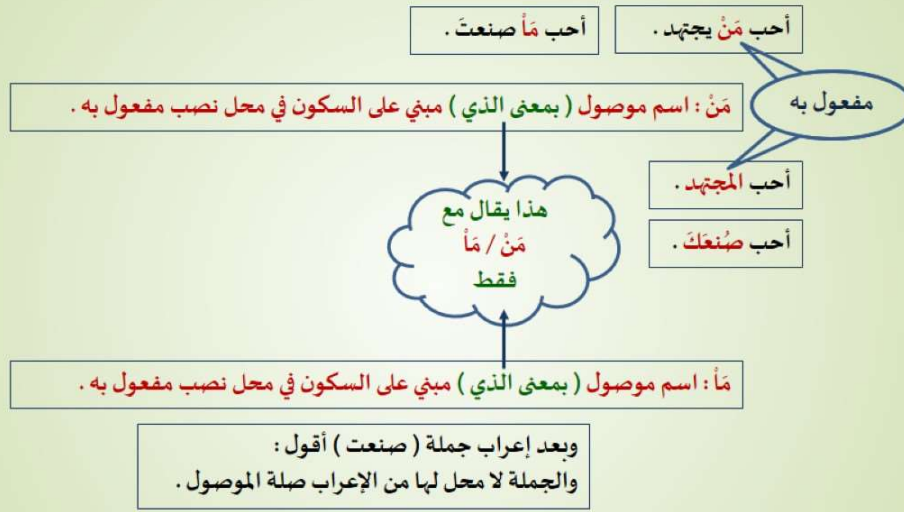 أحب مَنْ يجتهد .
أحب مَاْ صنعتَ .
مفعول به
مَنْ : اسم موصول ( بمعنى الذي ) مبني على السكون في محل نصب مفعول به .
أحب المجتهد .
أحب صُنعَكَ .
هذا يقال مع
مَنْ / مَاْ
فقط
مَاْ : اسم موصول ( بمعنى الذي ) مبني على السكون في محل نصب مفعول به .
وبعد إعراب جملة ( صنعت ) أقول :
والجملة لا محل لها من الإعراب صلة الموصول .